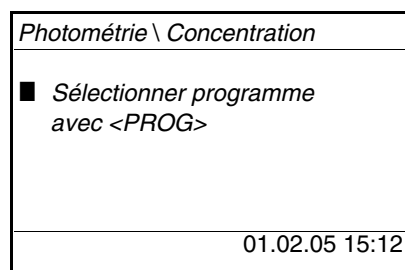 Photométrie \ Concentration
Sélectionner programme
avec <PROG>
01.02.05 15:12